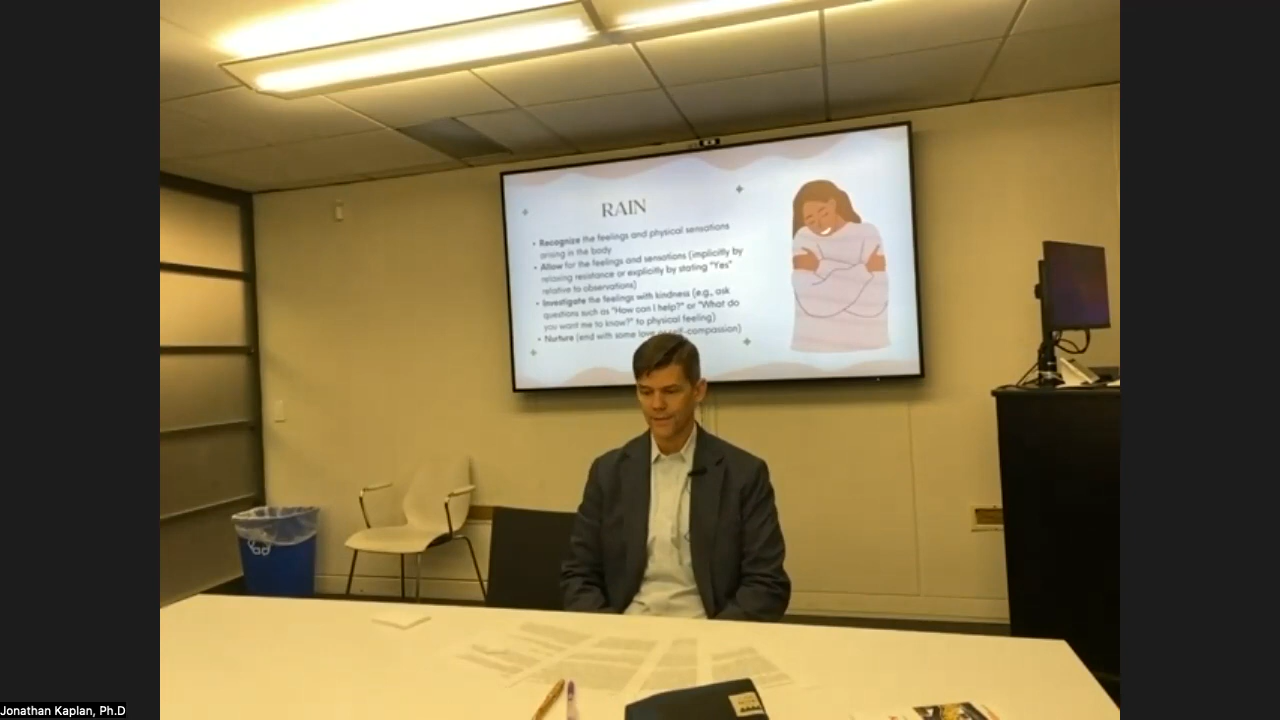 RAIN
• Recognize the feelings and physical sensations
arising in the body
• Allow for the feelings and sensations (implicitly by
relaxing resistance or explicitly by stating "Yes"
relative to observations)
• Investigate the feelings with kindness (e.g., ask
questions such as "How can I help?" or "What do
you want me to know?" to physical feeling)
• Nurture (end with some love self-compassion)
Jonathan Kaplan, Ph.D